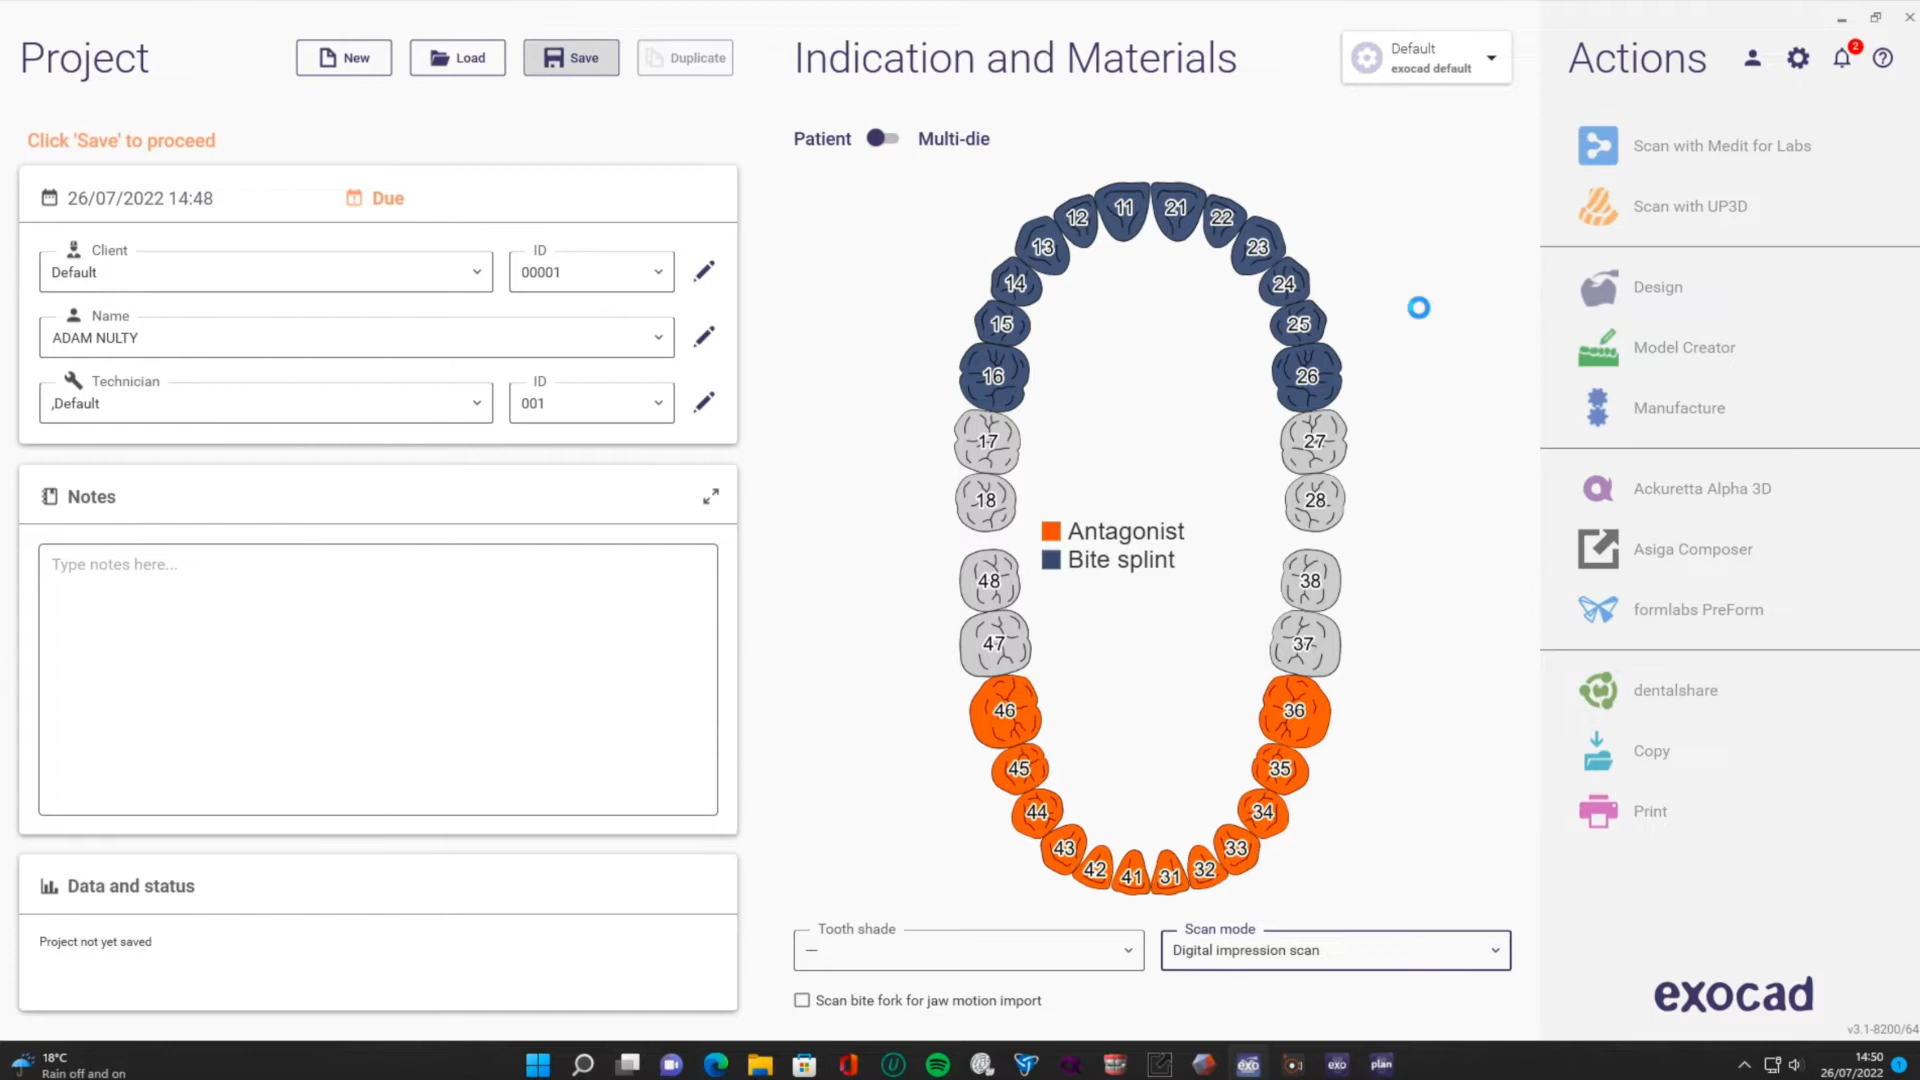 Project
New
Load
Save
Duplicate
Click 'Save' to proceed
26/07/2022 14:48
Due
Client
Default
ID
00001
Name
ADAM NULTY
Technician
,Default
ID
001
Notes
Type notes here...
Data and status
Project not yet saved
Indication and Materials
Default
exocad default
Patient
Multi-die
11
21
12
22
13
23
14
24
15
25
16
26
17
27
18
28
Antagonist
Bite splint
48
38
47
37
46
36
45
35
44
34
43
33
42
41
31
32
Tooth shade
—
Scan mode
Digital impression scan
Scan bite fork for jaw motion import
Actions
2
Scan with Medit for Labs
Scan with UP3D
Design
Model Creator
Manufacture
Ackuretta Alpha 3D
Asiga Composer
formlabs PreForm
dentalshare
Copy
Print
exocad
v3.1-8200/64
18°C
Rain off and on
exo
exo
plan
14:50
26/07/2022
1